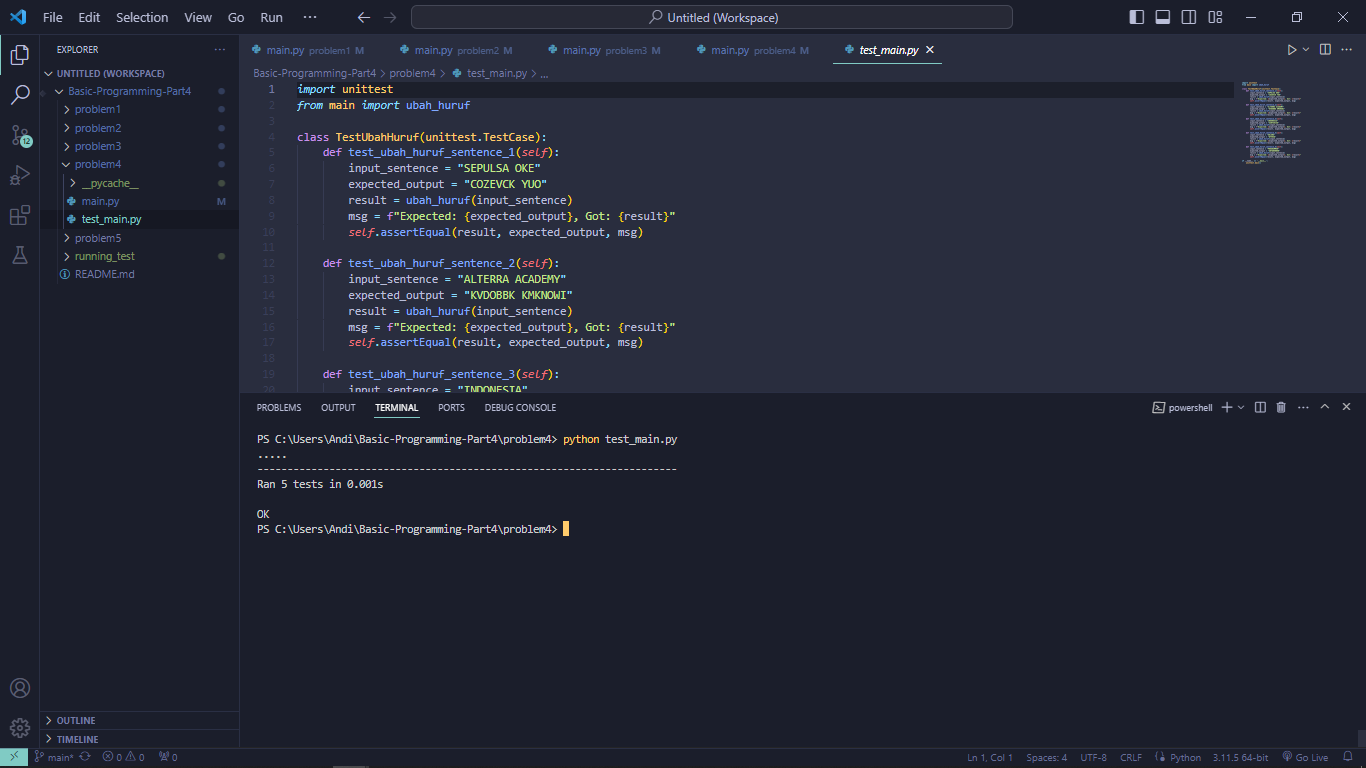 File Edit Selection View Go Run ··· Untitled (Workspace)
EXPLORER ···
UNTITLED (WORKSPACE)
Basic-Programming-Part4
problem1
problem2
problem3
problem4
__pycache__
main.py M
test_main.py
problem5
running_test
README.md
12
OUTLINE
TIMELINE
main.py problem1 M main.py problem2 M main.py problem3 M main.py problem4 M test_main.py
Basic-Programming-Part4 > problem4 > test_main.py > ...
1 import unittest
2 from main import ubah_huruf
3
4 class TestUbahHuruf(unittest.TestCase):
5 def test_ubah_huruf_sentence_1(self):
6 input_sentence = "SEPULSA OKE"
7 expected_output = "COZEVCK YUO"
8 result = ubah_huruf(input_sentence)
9 msg = f"Expected: {expected_output}, Got: {result}"
10 self.assertEqual(result, expected_output, msg)
11
12 def test_ubah_huruf_sentence_2(self):
13 input_sentence = "ALTERRA ACADEMY"
14 expected_output = "KVDOBBK KMKNOWI"
15 result = ubah_huruf(input_sentence)
16 msg = f"Expected: {expected_output}, Got: {result}"
17 self.assertEqual(result, expected_output, msg)
18
19 def test_ubah_huruf_sentence_3(self):
20 input_sentence = "INDONESIA"
PROBLEMS OUTPUT TERMINAL PORTS DEBUG CONSOLE powershell
PS C:\Users\Andi\Basic-Programming-Part4\problem4> python test_main.py
.....
----------------------------------------------------------------------
Ran 5 tests in 0.001s
OK
PS C:\Users\Andi\Basic-Programming-Part4\problem4>
main* 0 0 0 Ln 1, Col 1 Spaces: 4 UTF-8 CRLF Python 3.11.5 64-bit Go Live